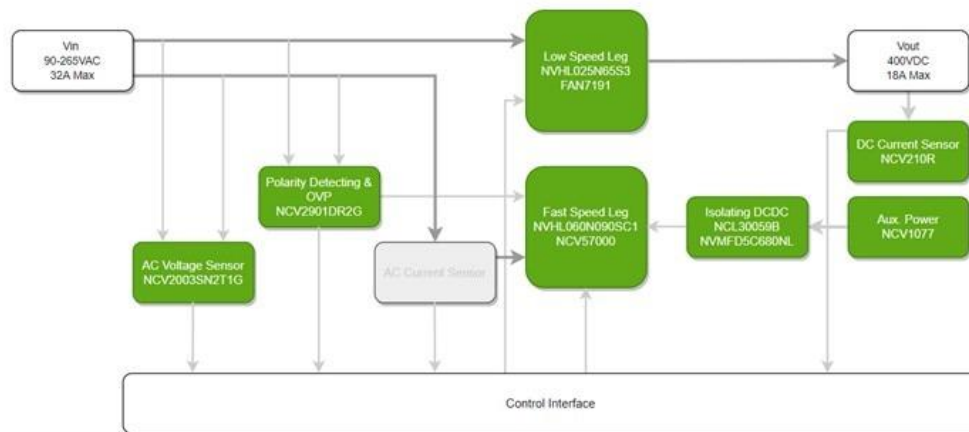 Vin
90-265VAC
32A Max
Low Speed Leg
NVHL025N65S3
FAN7191
Vout
400VDC
18A Max
DC Current Sensor
NCV210R
Polarity Detecting &
OVP
NCV2901DR2G
Fast Speed Leg
NVHL060N090SC1
NCV57000
Isolating DCDC
NCL30059B
NVMFD5C680NL
Aux. Power
NCV1077
AC Voltage Sensor
NCV2003SN2T1G
AC Current Sensor
Control Interface